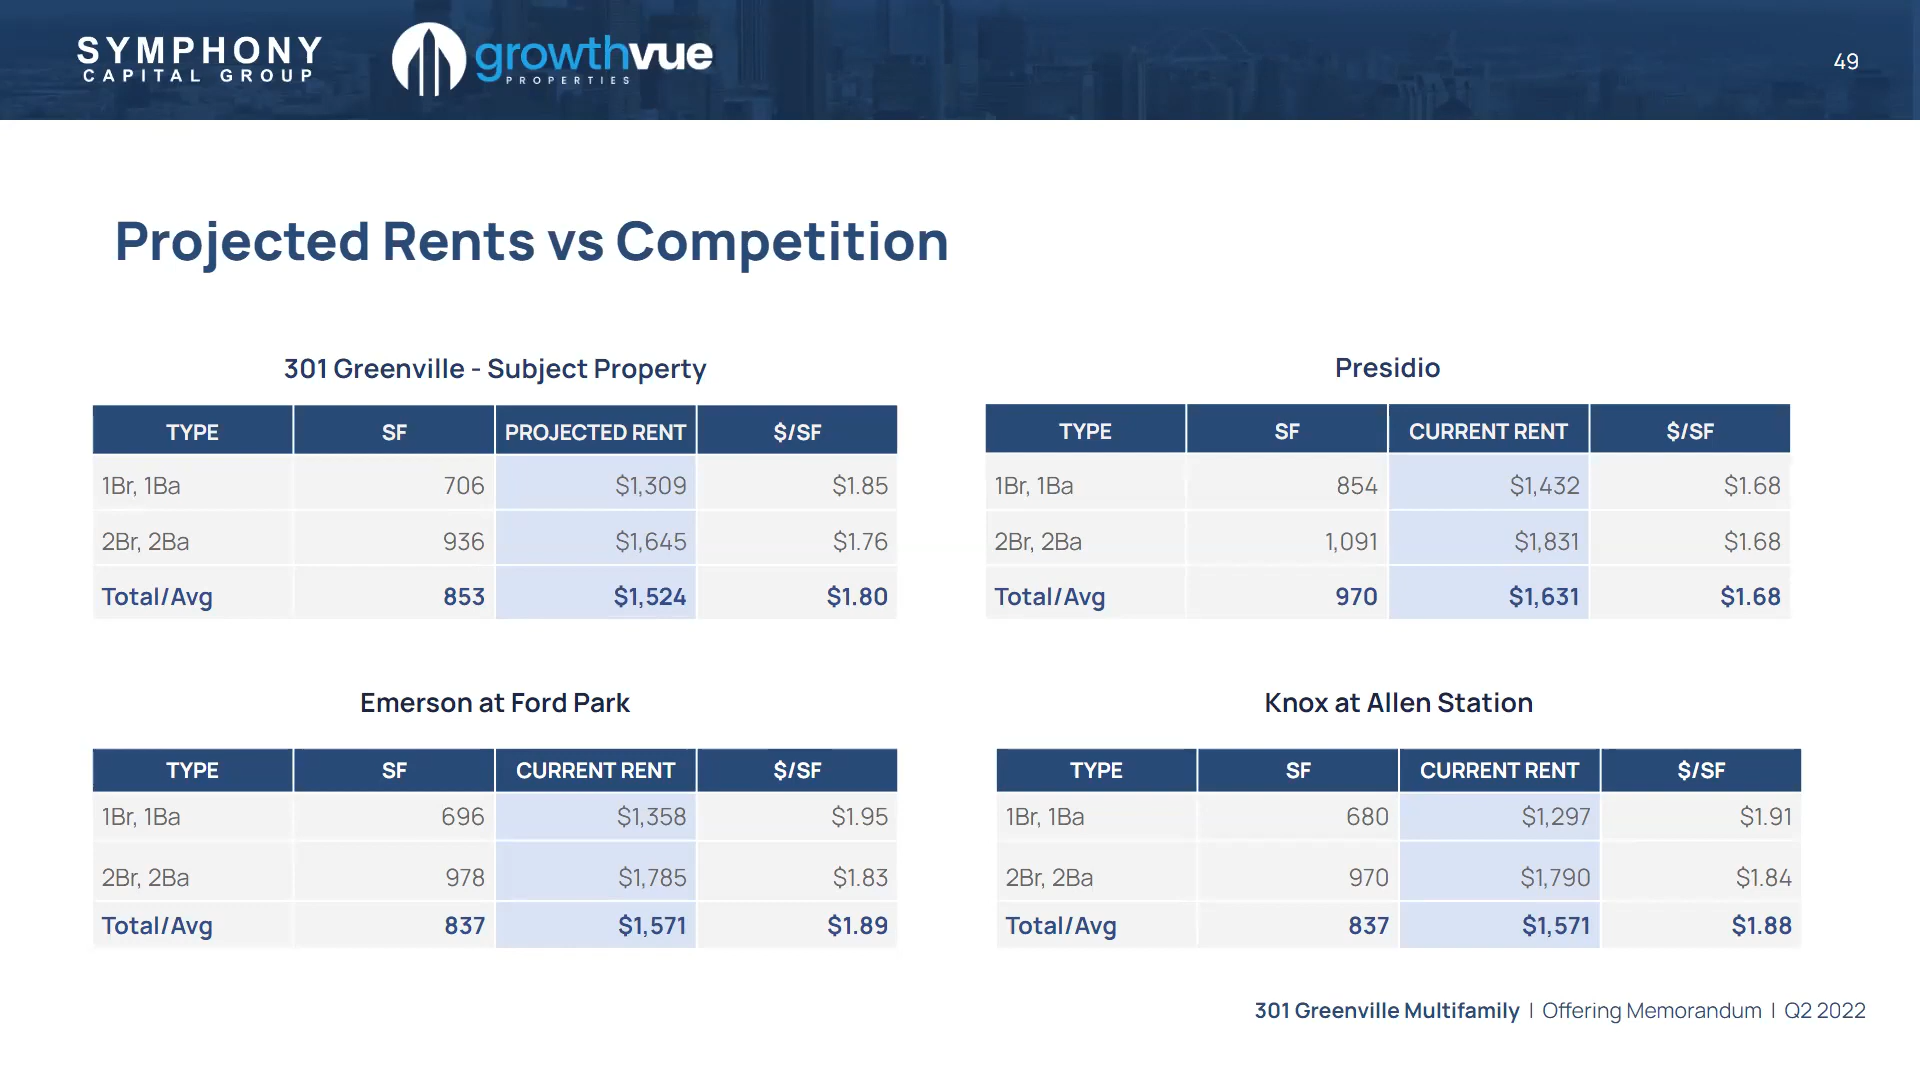 SYMPHONY
CAPITAL GROUP
growthvue
PROPERTIES
49
Projected Rents vs Competition
301 Greenville - Subject Property
TYPE SF PROJECTED RENT $/SF
1Br, 1Ba 706 $1,309 $1.85
2Br, 2Ba 936 $1,645 $1.76
Total/Avg 853 $1,524 $1.80
Presidio
TYPE SF CURRENT RENT $/SF
1Br, 1Ba 854 $1,432 $1.68
2Br, 2Ba 1,091 $1,831 $1.68
Total/Avg 970 $1,631 $1.68
Emerson at Ford Park
TYPE SF CURRENT RENT $/SF
1Br, 1Ba 696 $1,358 $1.95
2Br, 2Ba 978 $1,785 $1.83
Total/Avg 837 $1,571 $1.89
Knox at Allen Station
TYPE SF CURRENT RENT $/SF
1Br, 1Ba 680 $1,297 $1.91
2Br, 2Ba 970 $1,790 $1.84
Total/Avg 837 $1,571 $1.88
301 Greenville Multifamily | Offering Memorandum | Q2 2022